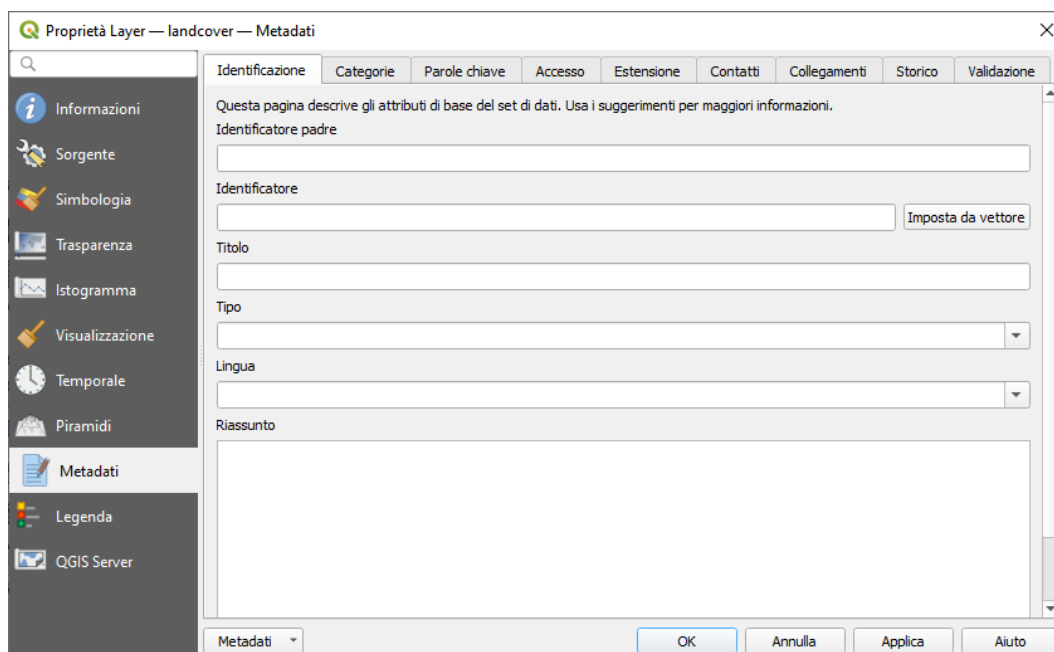 Proprietà Layer — landcover — Metadati
Identificazione
Categorie
Parole chiave
Accesso
Estensione
Contatti
Collegamenti
Storico
Validazione
Informazioni
Sorgente
Simbologia
Trasparenza
Istogramma
Visualizzazione
Temporale
Piramidi
Metadati
Legenda
QGIS Server
Questa pagina descrive gli attributi di base del set di dati. Usa i suggerimenti per maggiori informazioni.
Identificatore padre
Identificatore
Imposta da vettore
Titolo
Tipo
Lingua
Riassunto
Metadati
OK
Annulla
Applica
Aiuto